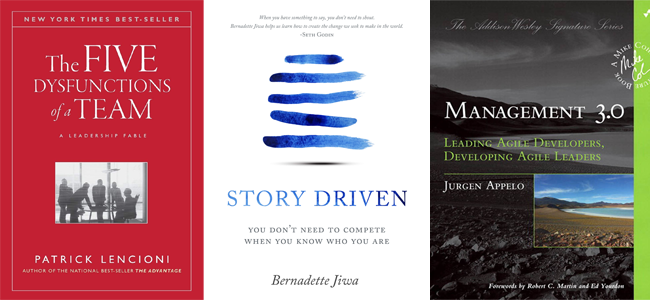 NEW YORK TIMES BEST-SELLER
The FIVE
DYSFUNCTIONS
of a TEAM
A LEADERSHIP FABLE
PATRICK LENCIONI
AUTHOR OF THE NATIONAL BEST-SELLER THE ADVANTAGE
When you have something to say, you don't need to shout.
Bernadette Jiwa helps us learn how to create the change we seek to make in the world.
-SETH GODIN
STORY DRIVEN
YOU DON'T NEED TO COMPETE
WHEN YOU KNOW WHO YOU ARE
Bernadette Jiwa
The Addison Wesley Signature Series
A MIKE
MANAGEMENT 3.0
LEADING AGILE DEVELOPERS,
DEVELOPING AGILE LEADERS
JURGEN APPELO
Forewords by Robert C. Martin and Ed Yourdon